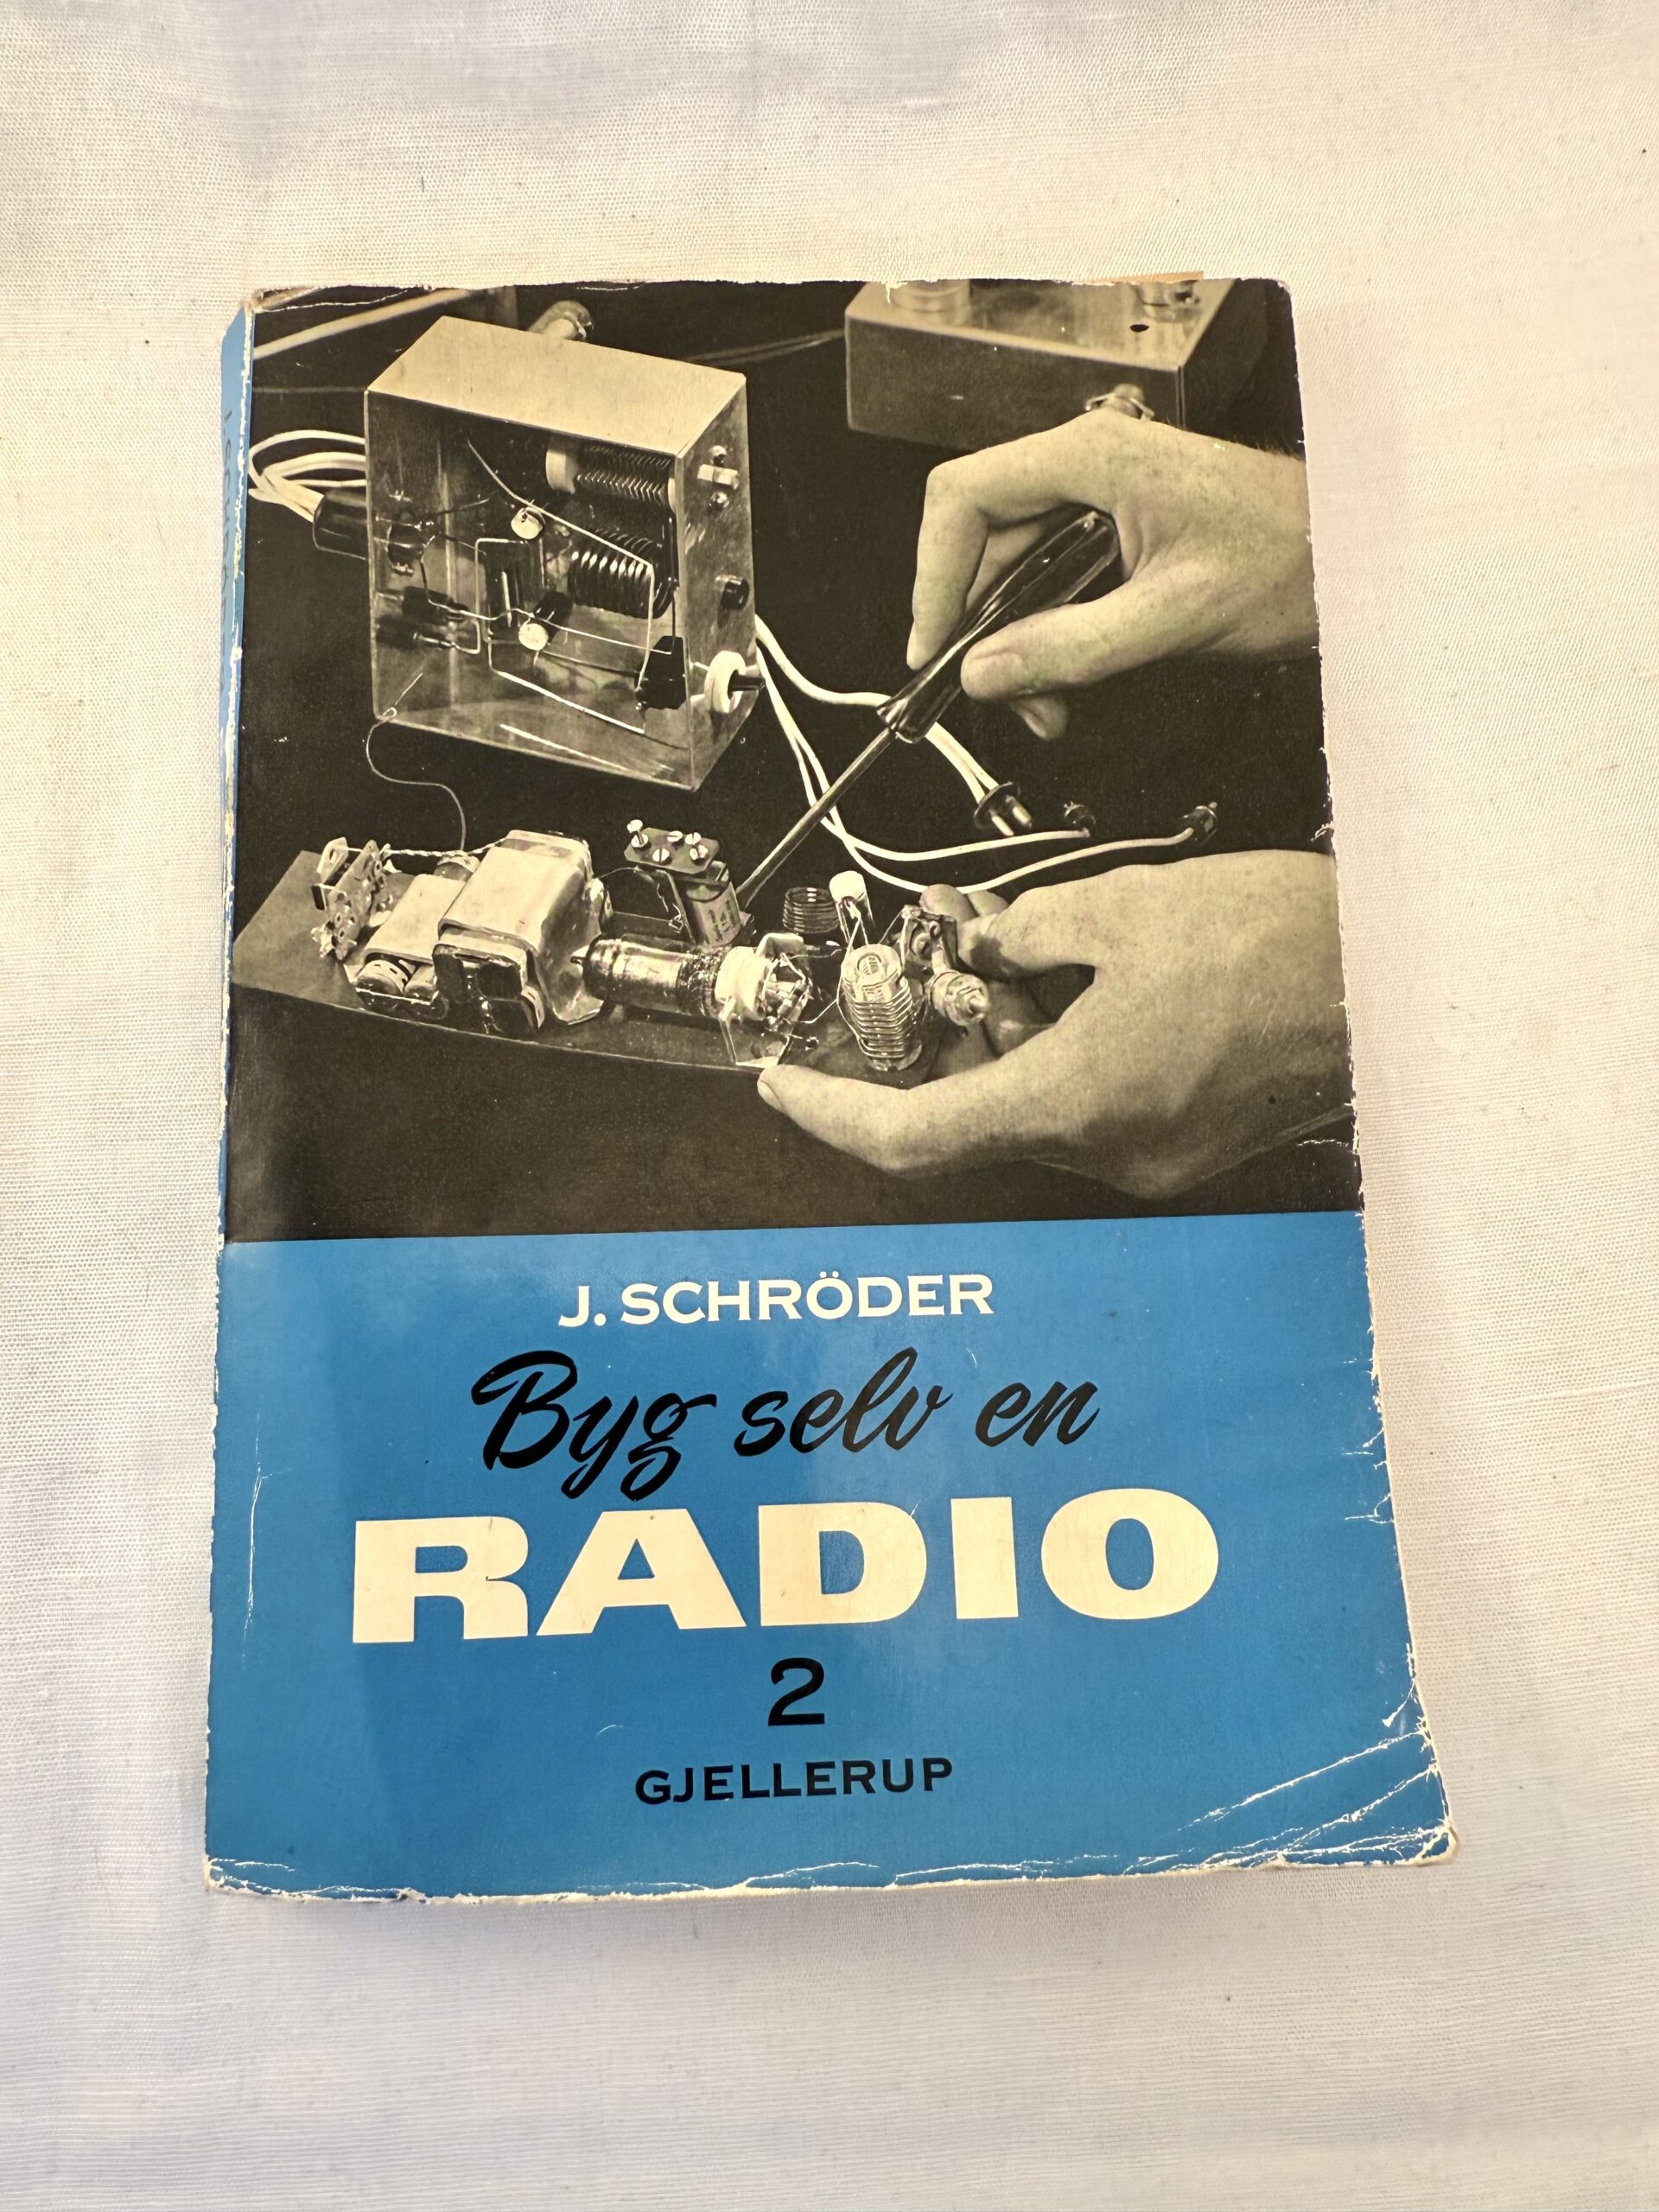 J. SCHRÖDER
Byg selv en
RADIO
2
GJELLERUP